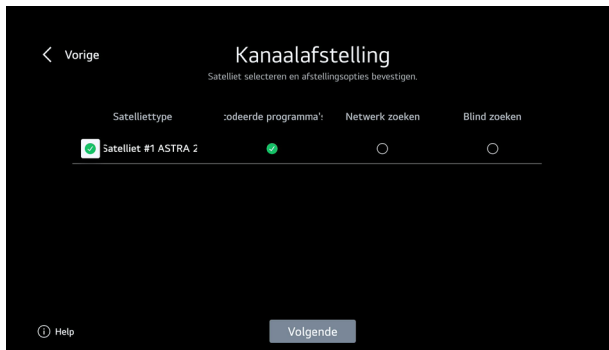 Vorige
Kanaalafstelling
Satelliet selecteren en afstellingsopties bevestigen.
Satelliettype codeerde programma's Netwerk zoeken Blind zoeken
Satelliet #1 ASTRA 2
Help
Volgende